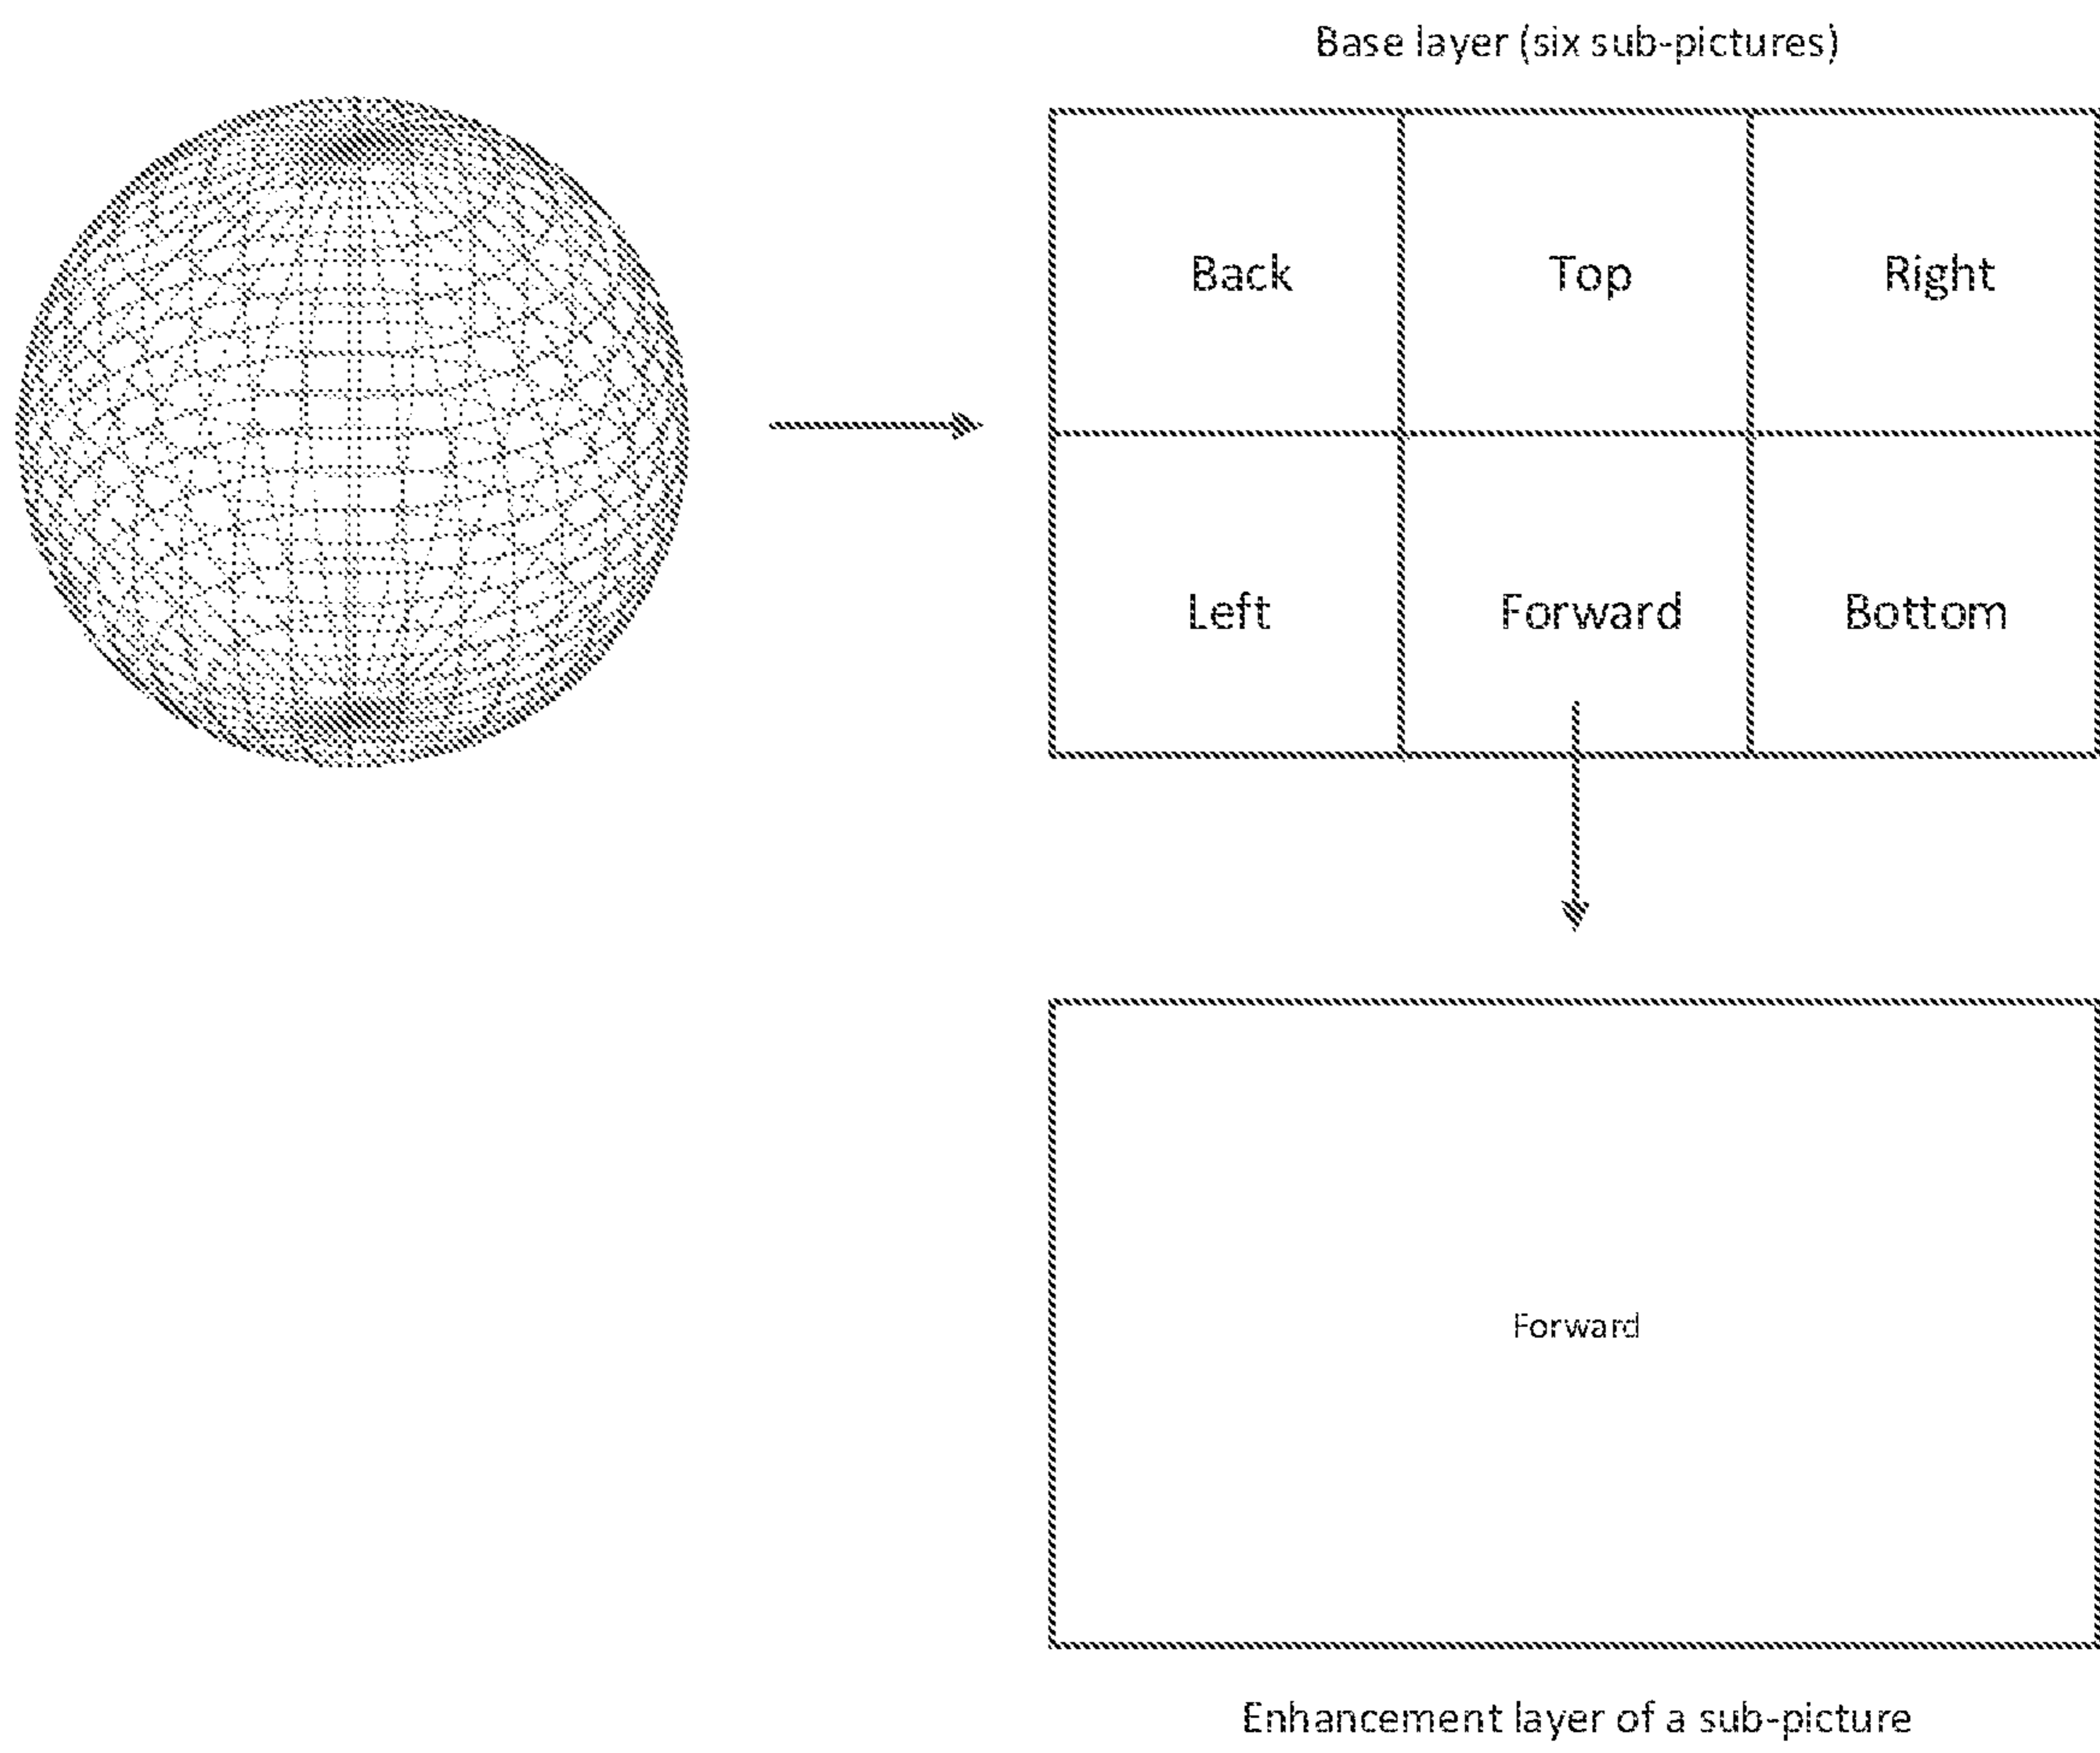 Base layer (six sub-pictures)
Back Top Right
Left Forward Bottom
Forward
Enhancement layer of a sub-picture